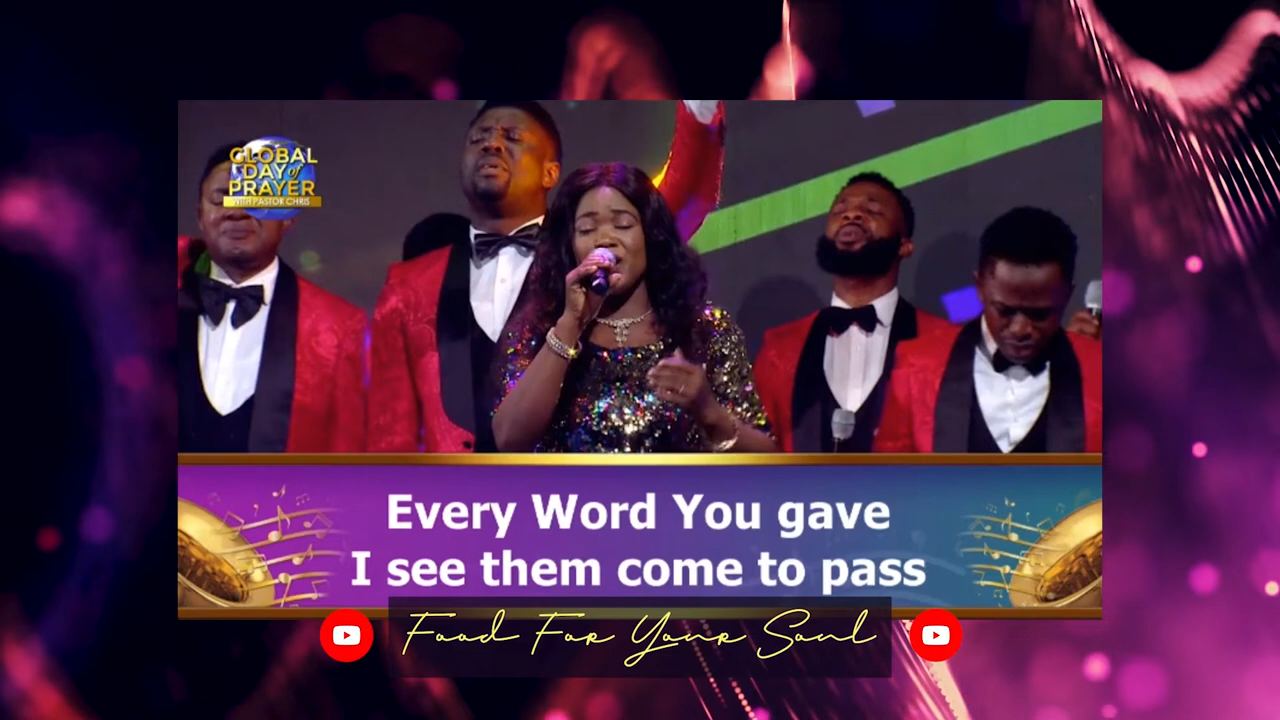 GLOBAL
DAY of
PRAYER
WITH PASTOR CHRIS
Every Word You gave
I see them come to pass
Food For Your Soul